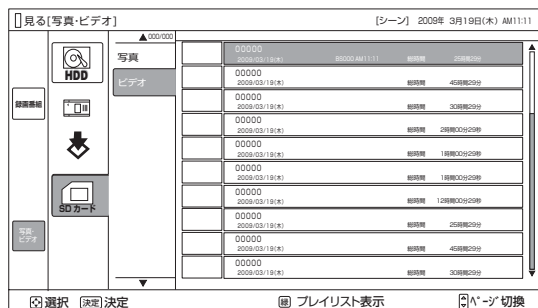 見る[写真・ビデオ] [シーン] 2009年 3月19日(木) AM11:11
▲000/000
録画番組
写真・ビデオ
HDD
SDカード
写真
ビデオ
00000
2009/03/19(木) BS000 AM11:11 総時間 25時間29分
00000
2009/03/19(木) 総時間 45時間29分
00000
2009/03/19(木) 総時間 30時間29分
00000
2009/03/19(木) 総時間 2時間00分29秒
00000
2009/03/19(木) 総時間 1時間00分29秒
00000
2009/03/19(木) 総時間 1時間00分29秒
00000
2009/03/19(木) 総時間 12時間00分29秒
00000
2009/03/19(木) 総時間 25時間29分
00000
2009/03/19(木) 総時間 45時間29分
00000
2009/03/19(木) 総時間 30時間29分
選択 決定 決定 緑 プレイリスト表示 ページ切換